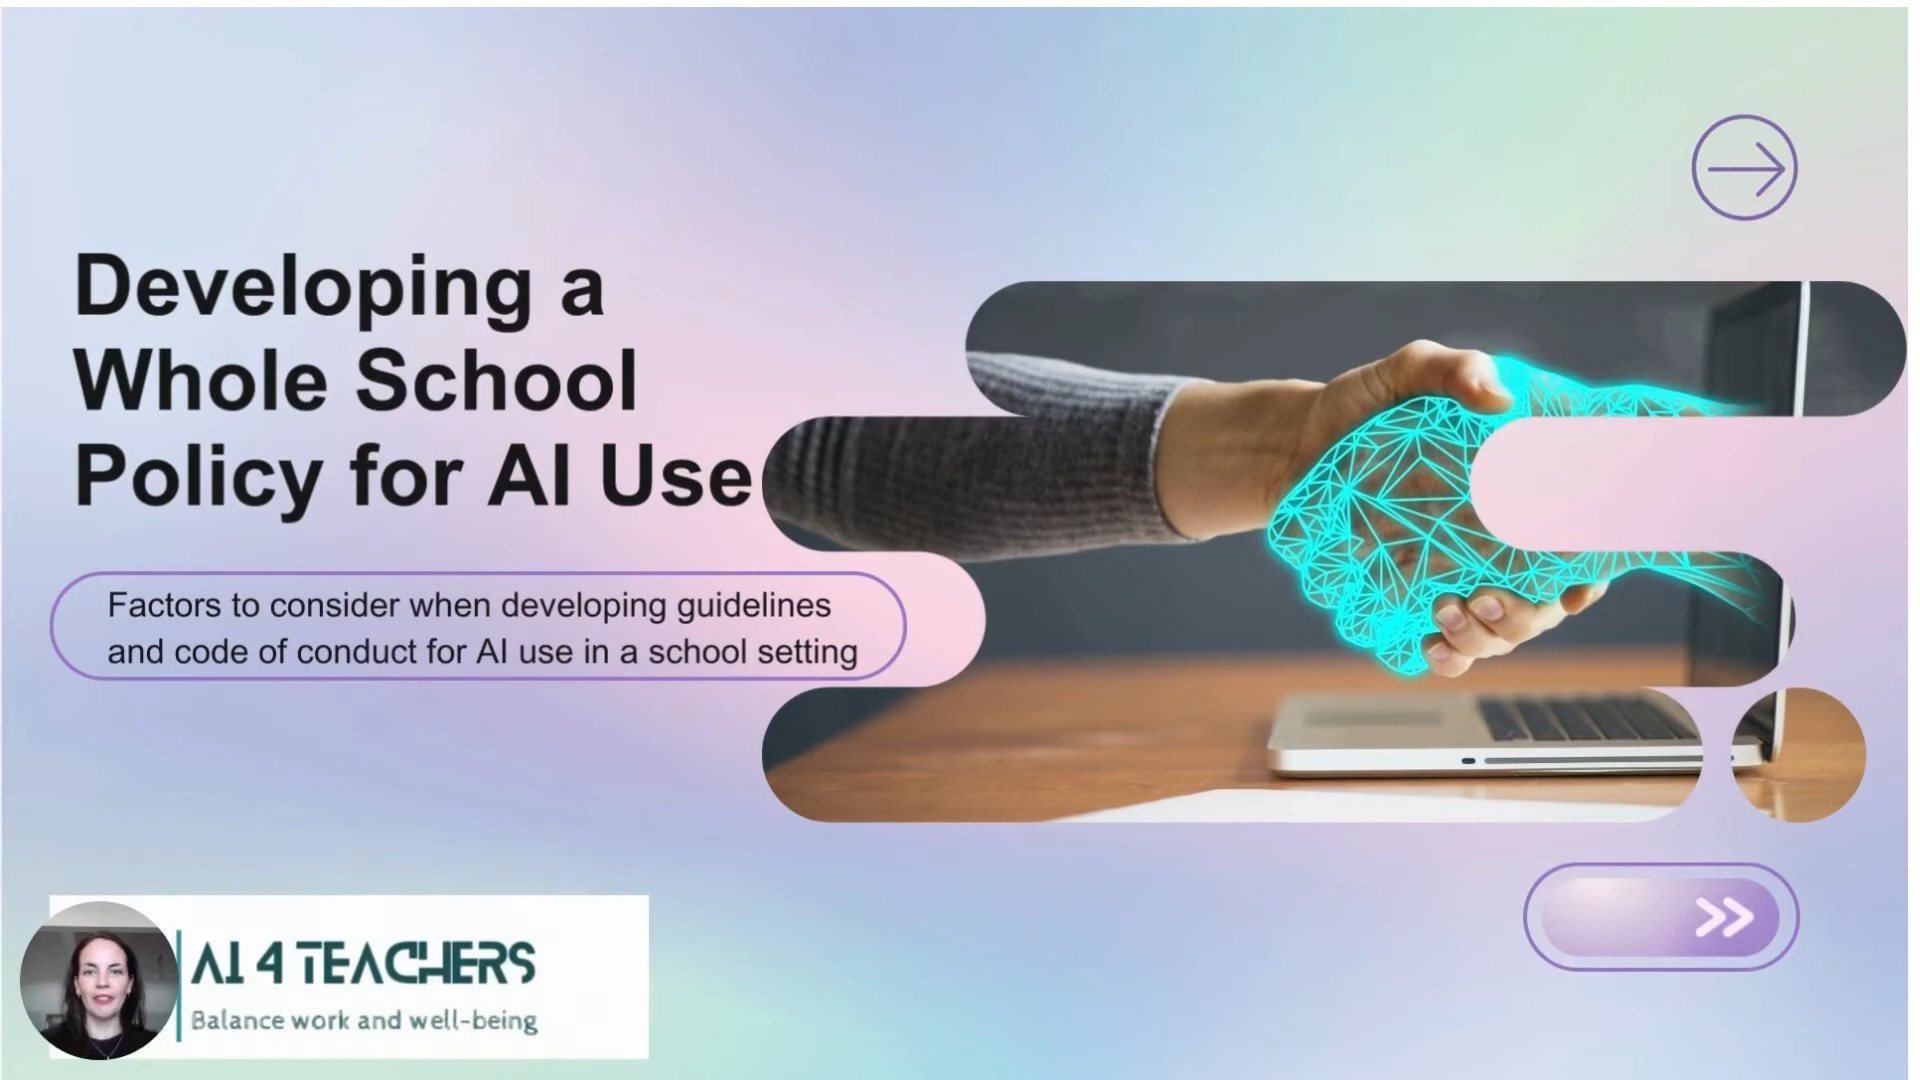 Developing a
Whole School
Policy for AI Use
Factors to consider when developing guidelines
and code of conduct for AI use in a school setting
AI 4 TEACHERS
Balance work and well-being